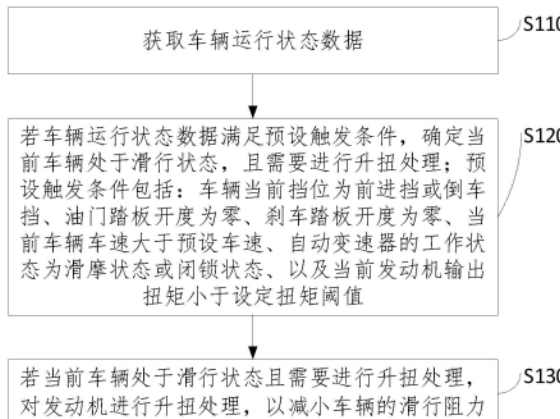 获取车辆运行状态数据
S110
若车辆运行状态数据满足预设触发条件，确定当
前车辆处于滑行状态，且需要进行升扭处理；预
设触发条件包括：车辆当前挡位为前进挡或倒车
挡、油门踏板开度为零、刹车踏板开度为零、当
前车辆车速大于预设车速、自动变速器的工作状
态为滑摩状态或闭锁状态、以及当前发动机输出
扭矩小于设定扭矩阈值
S120
若当前车辆处于滑行状态且需要进行升扭处理，
对发动机进行升扭处理，以减小车辆的滑行阻力
S130